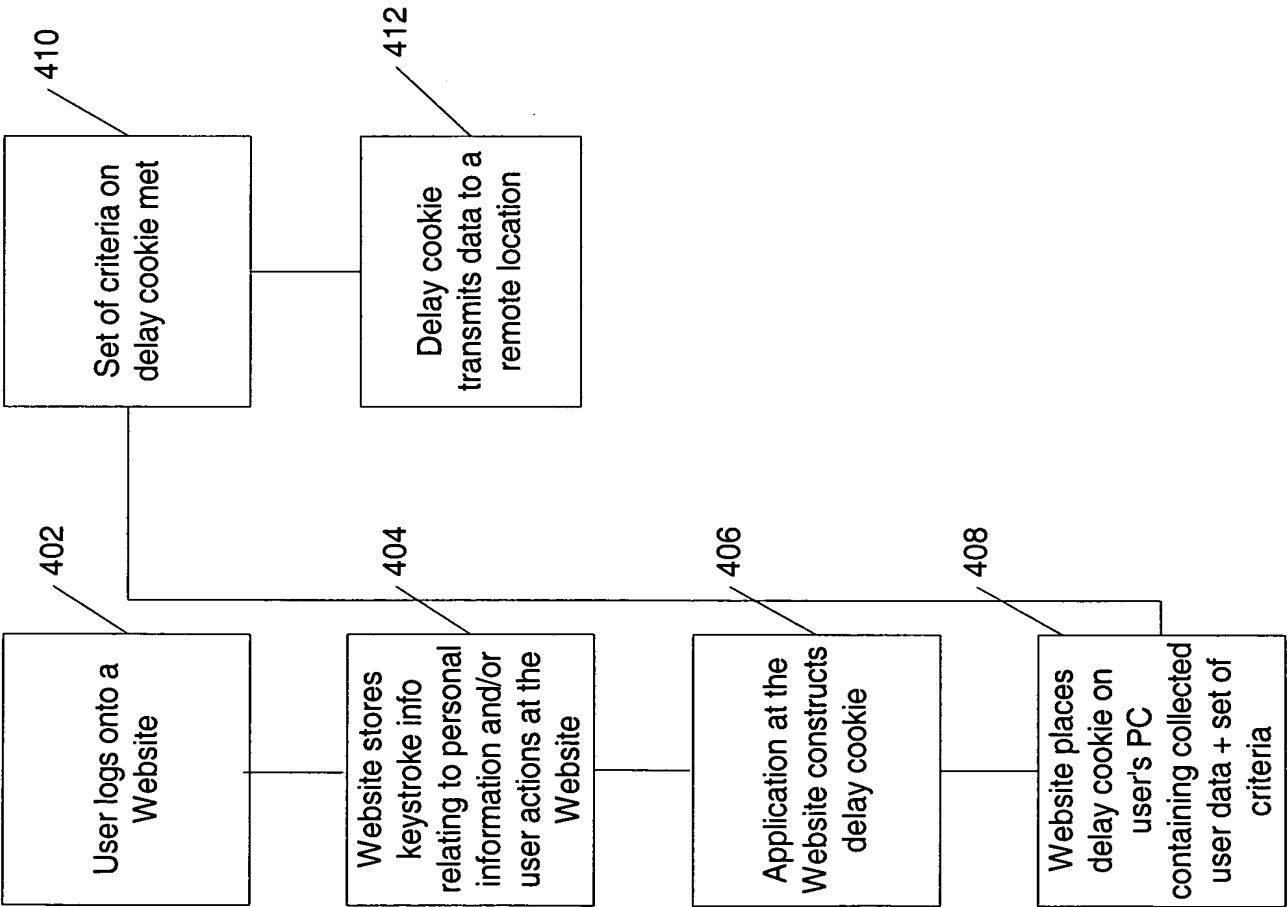 402
User logs onto a
Website
404
Website stores
keystroke info
relating to personal
information and/or
user actions at the
Website
406
Application at the
Website constructs
delay cookie
408
Website places
delay cookie on
user's PC
containing collected
user data + set of
criteria
410
Set of criteria on
delay cookie met
412
Delay cookie
transmits data to a
remote location